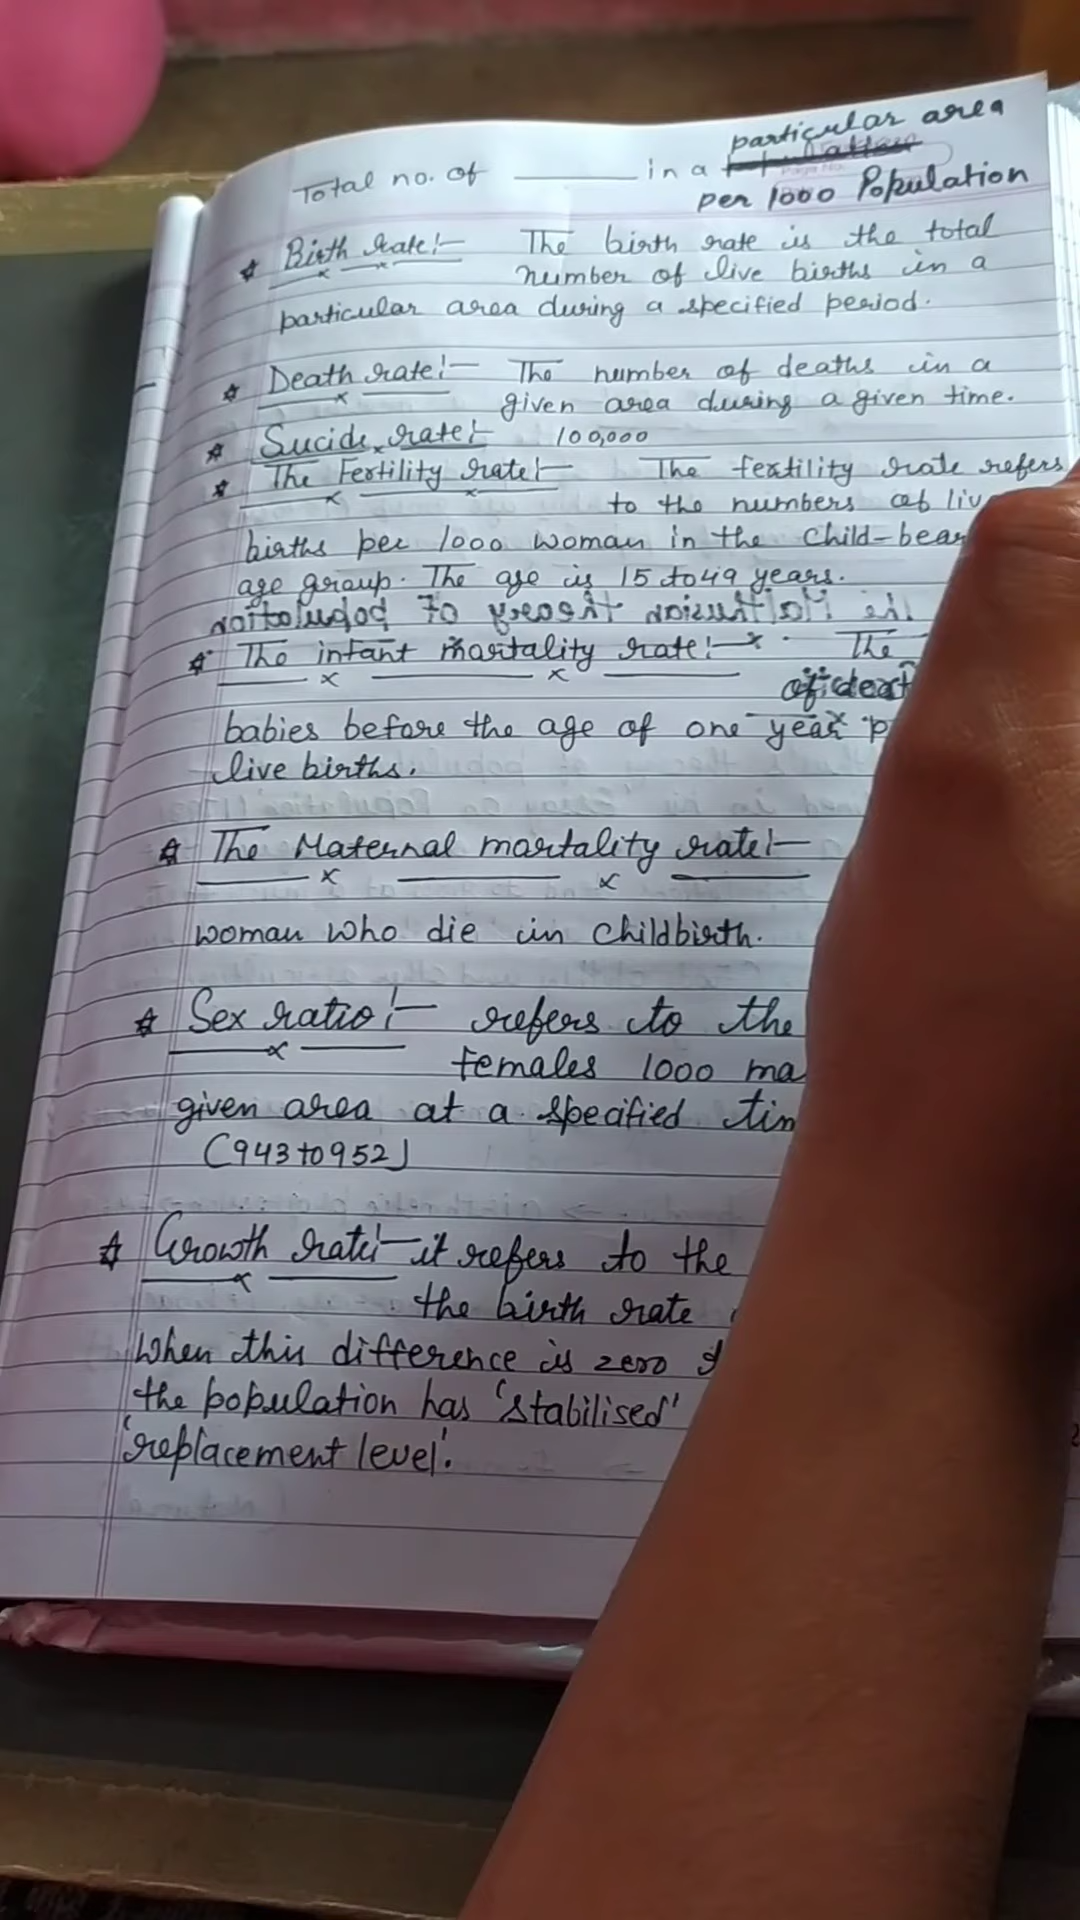 particular area
Total no. of ______ in a
per 1000 Population
Birth rate:- The birth rate is the total
number of live births in a
particular area during a specified period.
Death rate:- The number of deaths in a
given area during a given time.
Sucide rate:- 100,000
The Fertility rate:- The fertility rate refers
to the numbers of liv
births per 1000 woman in the child-bear
age group. The age is 15 to 49 years.
The infant martality rate:- The
of deat
babies before the age of one year p
live births.
The Maternal martality rate:-
woman who die in childbirth.
Sex ratio:- refers to the
females 1000 ma
given area at a specified tim
(943 to 952)
Growth rate:- it refers to the
the birth rate
When this difference is zero
the population has 'stabilised'
'replacement level'.